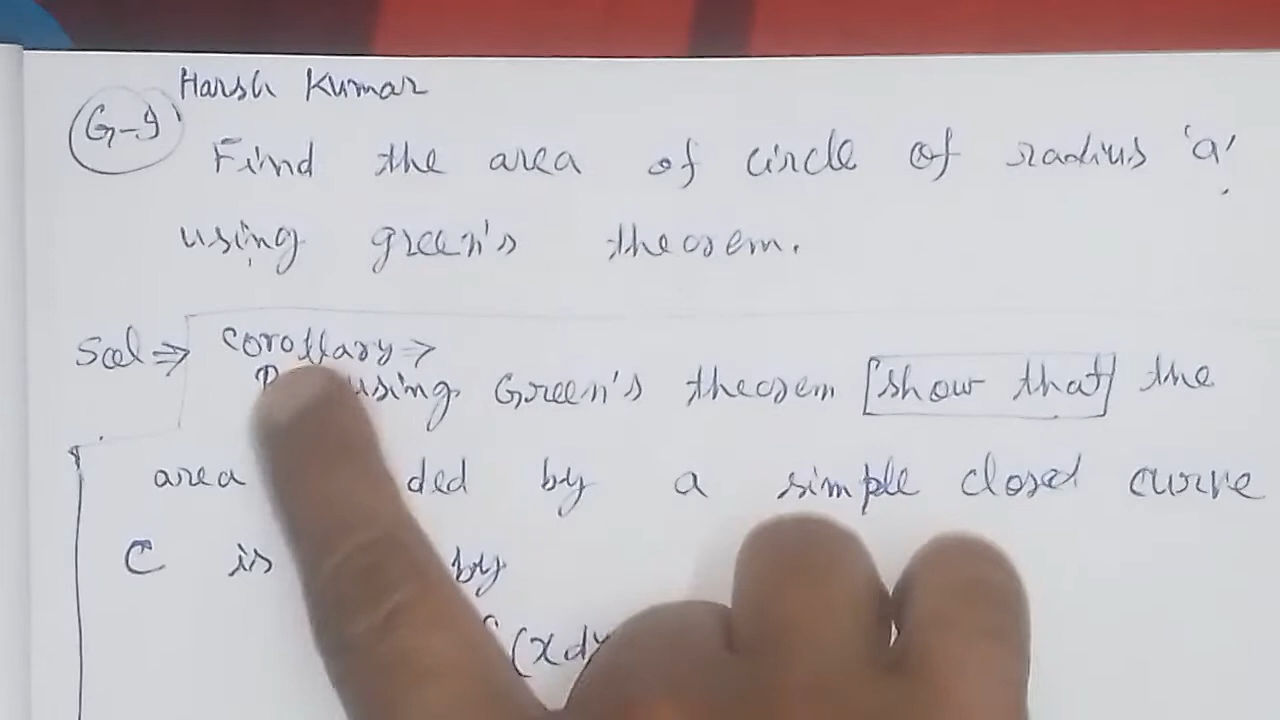 Harsh Kumar
G-9
Find the area of circle of radius 'a'
using green's theorem.
Sol ⇒ corollary →
using Green's theorem [show that] the
area by a simple closed curve
C is by
(xdy